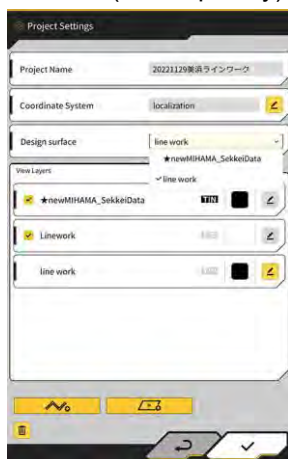 Project Settings
Project Name
20221129美浜ラインワーク
Coordinate System
localization
Design surface
line work
★newMIHAMA_SekkeiData
line work
View Layers
★newMIHAMA_SekkeiData
TIN
Linework
line work